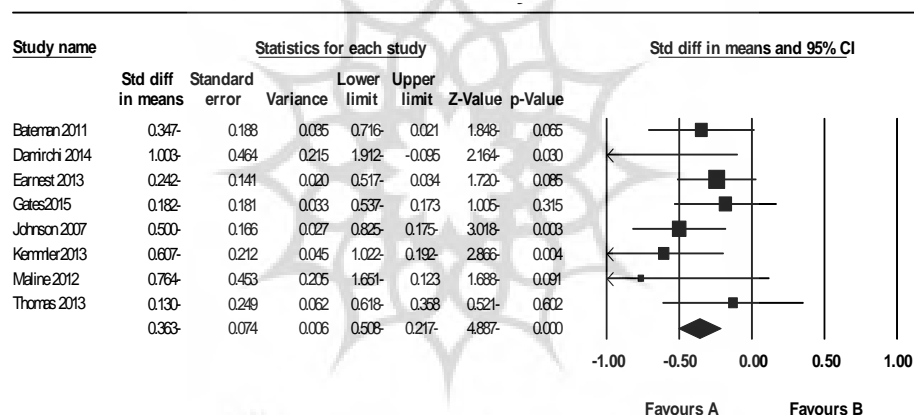 Study name Statistics for each study Std diff in means and 95% CI
Std diff Standard Lower Upper
in means error Variance limit limit Z-Value p-Value
Bateman 2011 0.347- 0.188 0.035 0.716- 0.021 1.848- 0.065
Damirchi 2014 1.003- 0.464 0.215 1.912- -0.095 2.164- 0.030
Earnest 2013 0.242- 0.141 0.020 0.517- 0.034 1.720- 0.085
Gates2015 0.182- 0.181 0.033 0.537- 0.173 1.005- 0.315
Johnson 2007 0.500- 0.166 0.027 0.825- 0.175- 3.018- 0.003
Kemmler2013 0.607- 0.212 0.045 1.022- 0.192- 2.866- 0.004
Maline 2012 0.764- 0.453 0.205 1.651- 0.123 1.688- 0.091
Thomas 2013 0.130- 0.249 0.062 0.618- 0.358 0.521- 0.602
0.363- 0.074 0.006 0.508- 0.217- 4.887- 0.000
-1.00 -0.50 0.00 0.50 1.00
Favours A Favours B